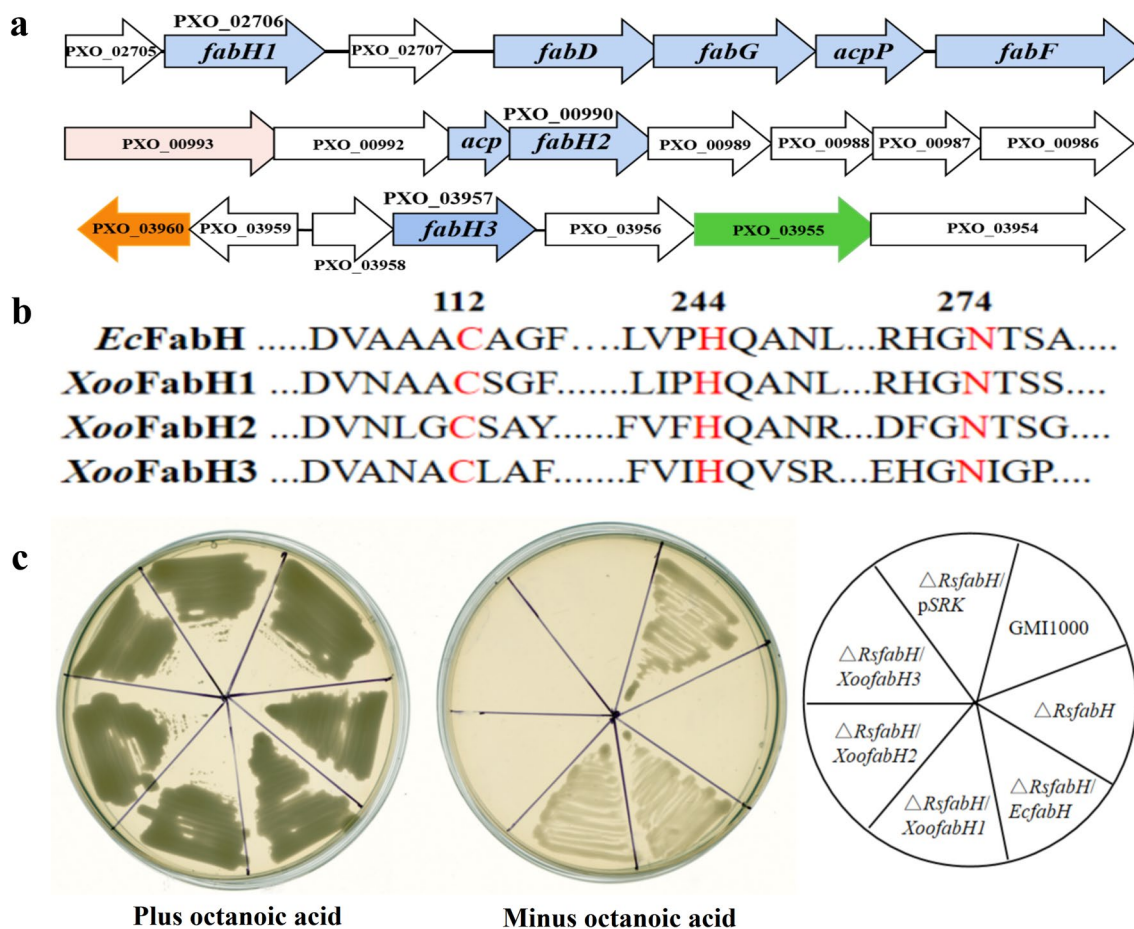 a
PXO_02706
PXO_02705 fabH1 PXO_02707 fabD fabG acpP fabF
PXO_00990
PXO_00993 PXO_00992 acp fabH2 PXO_00989 PXO_00988 PXO_00987 PXO_00986
PXO_03957
PXO_03960 PXO_03959 fabH3 PXO_03956 PXO_03955 PXO_03954
PXO_03958
b
112 244 274
EcFabH .....DVAAACAGF.....LVPHQANL...RHGNTSA....
XooFabH1 ...DVNAACSGF.......LIPHQANL...RHGNTSS....
XooFabH2 ...DVNLGCSAY.......FVFHQANR...DFGNTSG....
XooFabH3 ...DVANACLAF.......FVIHQVSR...EHGNIGP....
c
△RsfabH/
pSRK
GMI1000
△RsfabH/
XoofabH3
△RsfabH
△RsfabH/
XoofabH2
△RsfabH/
EcfabH
△RsfabH/
XoofabH1
Plus octanoic acid
Minus octanoic acid